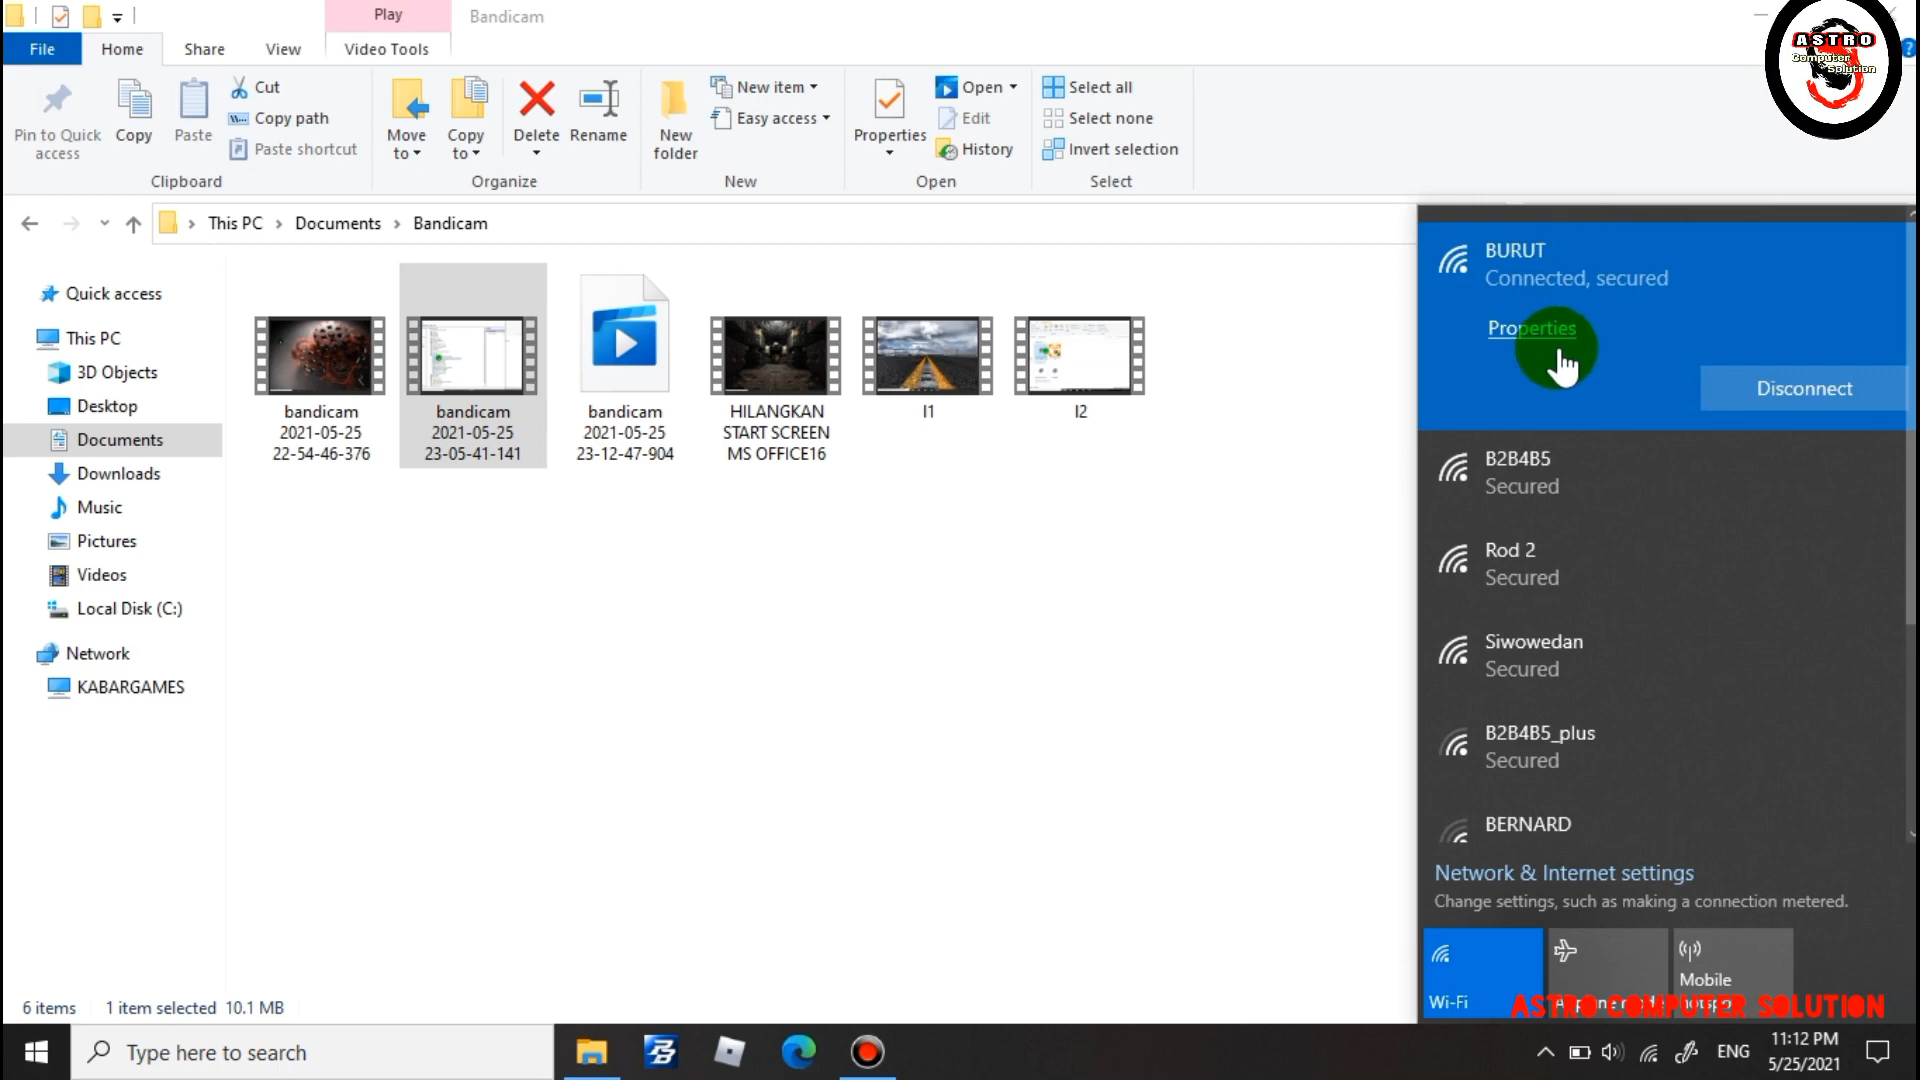 Play
Bandicam
File
Home
Share
View
Video Tools
Pin to Quick
access
Copy
Paste
Cut
Copy path
Paste shortcut
Clipboard
Move
to
Copy
to
Delete
Rename
Organize
New
folder
New item
Easy access
New
Properties
Open
Edit
History
Open
Select all
Select none
Invert selection
Select
ASTRO
Computer
Solution
This PC
Documents
Bandicam
Quick access
This PC
3D Objects
Desktop
Documents
Downloads
Music
Pictures
Videos
Local Disk (C:)
Network
KABARGAMES
bandicam
2021-05-25
22-54-46-376
bandicam
2021-05-25
23-05-41-141
bandicam
2021-05-25
23-12-47-904
HILANGKAN
START SCREEN
MS OFFICE16
I1
I2
BURUT
Connected, secured
Properties
Disconnect
B2B4B5
Secured
Rod 2
Secured
Siwowedan
Secured
B2B4B5_plus
Secured
BERNARD
Network & Internet settings
Change settings, such as making a connection metered.
Wi-Fi
Airplane mode
Mobile
hotspot
ASTRO COMPUTER SOLUTION
6 items
1 item selected 10.1 MB
Type here to search
ENG
11:12 PM
5/25/2021